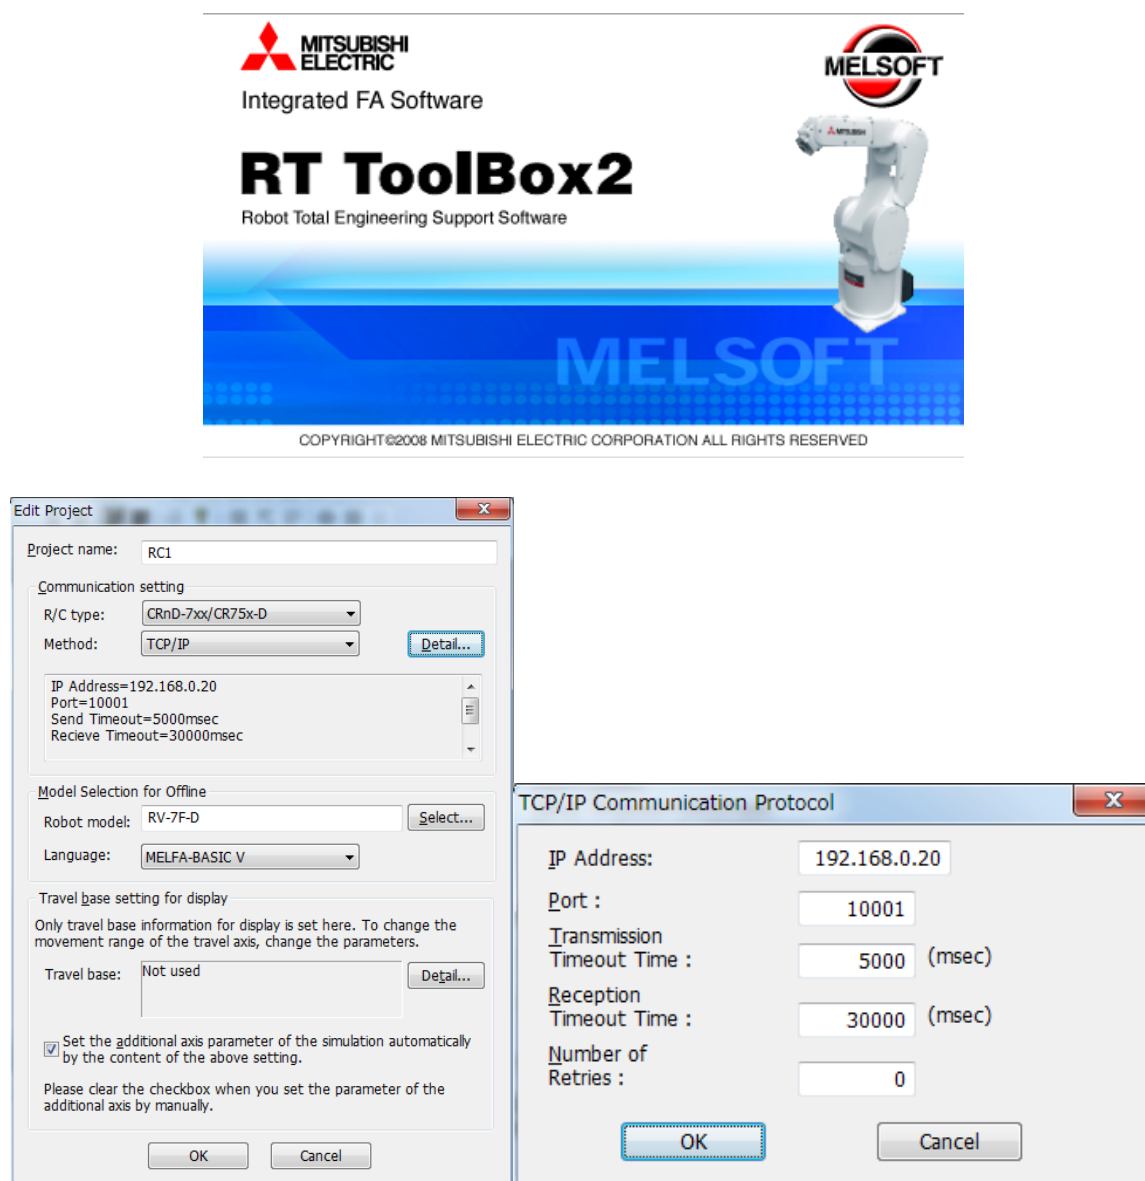 MITSUBISHI
ELECTRIC
Integrated FA Software
MELSOFT
MITSUBISHI
RT ToolBox2
Robot Total Engineering Support Software
MELSOFT
COPYRIGHT©2008 MITSUBISHI ELECTRIC CORPORATION ALL RIGHTS RESERVED
Edit Project
Project name: RC1
Communication setting
R/C type: CRnD-7xx/CR75x-D
Method: TCP/IP Detail...
IP Address=192.168.0.20
Port=10001
Send Timeout=5000msec
Recieve Timeout=30000msec
Model Selection for Offline
Robot model: RV-7F-D Select...
Language: MELFA-BASIC V
Travel base setting for display
Only travel base information for display is set here. To change the
movement range of the travel axis, change the parameters.
Travel base: Not used Detail...
Set the additional axis parameter of the simulation automatically
by the content of the above setting.
Please clear the checkbox when you set the parameter of the
additional axis by manually.
OK Cancel
TCP/IP Communication Protocol
IP Address: 192.168.0.20
Port : 10001
Transmission
Timeout Time : 5000 (msec)
Reception
Timeout Time : 30000 (msec)
Number of
Retries : 0
OK Cancel